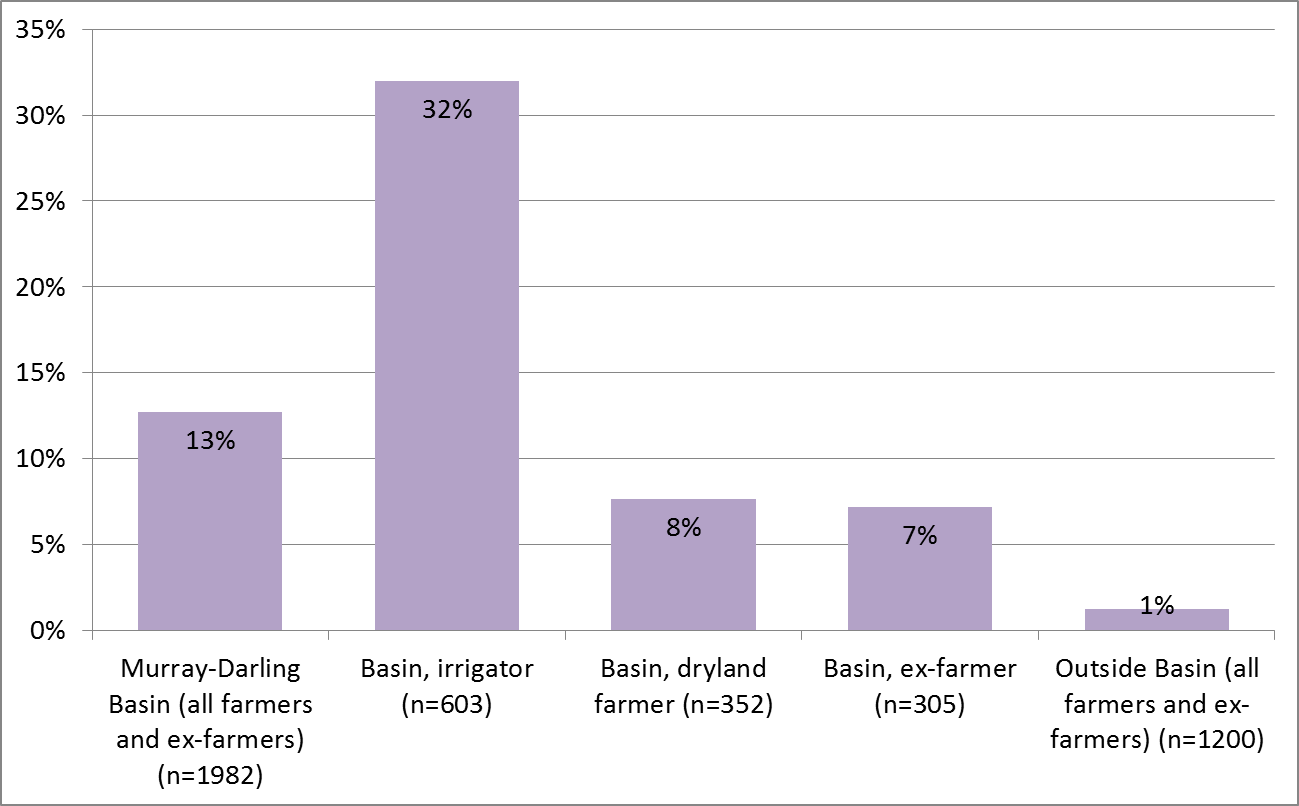 35%
30%
25%
20%
15%
10%
5%
0%
13%
32%
8%
7%
1%
Murray-Darling
Basin (all farmers
and ex-farmers)
(n=1982)
Basin, irrigator
(n=603)
Basin, dryland
farmer (n=352)
Basin, ex-farmer
(n=305)
Outside Basin (all
farmers and ex-
farmers) (n=1200)